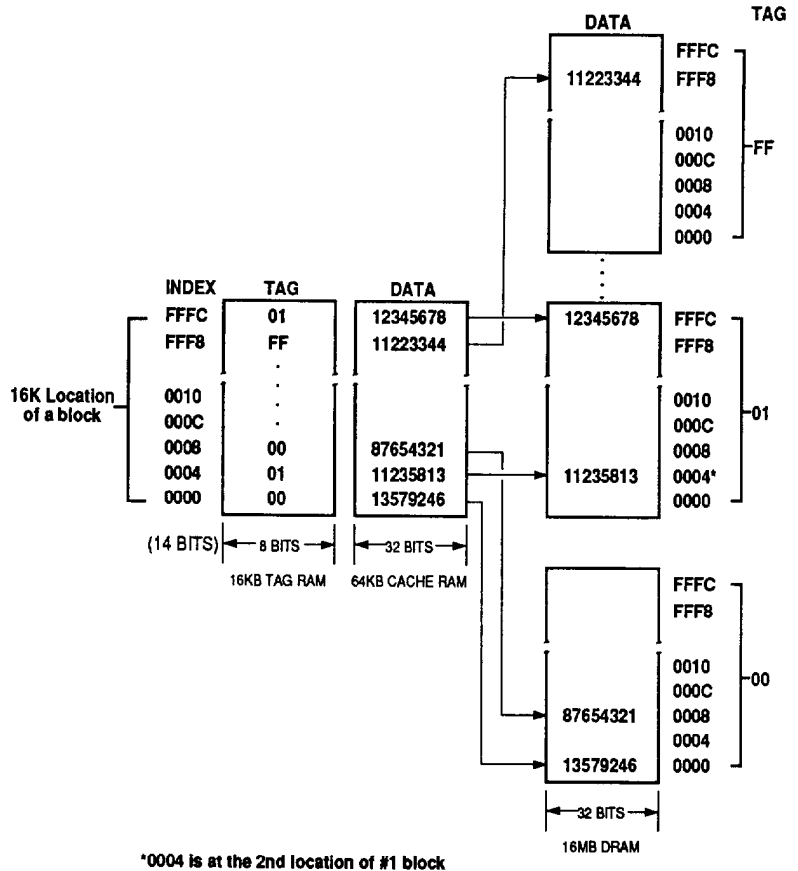 TAG
DATA
FFFC
11223344 FFF8
0010
000C
FF
0008
0004
0000
INDEX TAG DATA
FFFC 01 12345678 12345678 FFFC
FFF8 FF 11223344 FFF8
16K Location
of a block
0010 0010
000C 000C
01
0008 00 87654321 0008
0004 01 11235813 11235813 0004*
0000 00 13579246 0000
(14 BITS) 8 BITS 32 BITS
16KB TAG RAM 64KB CACHE RAM
FFFC
FFF8
0010
000C
00
87654321 0008
0004
13579246 0000
32 BITS
16MB DRAM
*0004 is at the 2nd location of #1 block